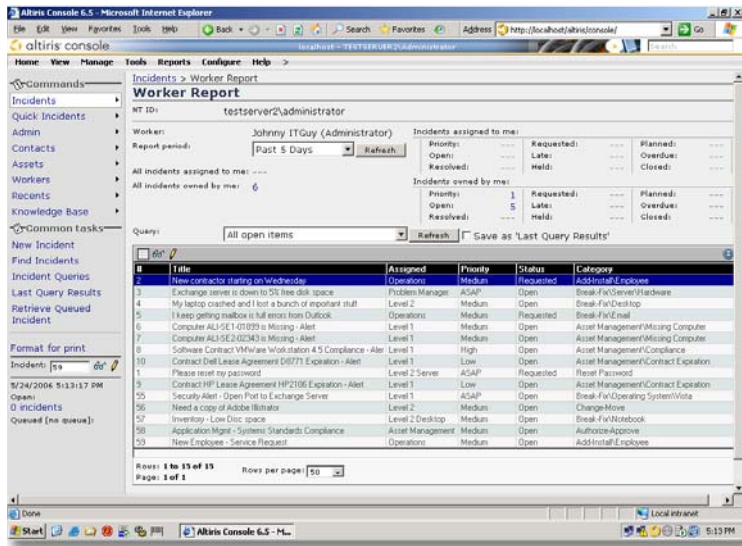 Altiris Console 6.5 - Microsoft Internet Explorer
File Edit View Favorites Tools Help Back Search Favorites Address http://localhost/altiris/console/ Go
altiris console localhost - TESTSERVER2\Administrator Search
Home View Manage Tools Reports Configure Help >
Commands
Incidents
Quick Incidents
Admin
Contacts
Assets
Workers
Recents
Knowledge Base
Common tasks
New Incident
Find Incidents
Incident Queries
Last Query Results
Retrieve Queued Incident
Format for print
Incident: 59
5/24/2006 5:13:17 PM
Open:
0 incidents
Queued [no queue]:
Incidents > Worker Report
Worker Report
NT ID: testserver2\administrator
Worker: Johnny ITGuy (Administrator)
Report period: Past 5 Days Refresh
All incidents assigned to me: ---
All incidents owned by me: 6
Incidents assigned to me:
Priority: --- Requested: --- Planned: ---
Open: --- Late: --- Overdue: ---
Resolved: --- Held: --- Closed: ---
Incidents owned by me:
Priority: 1 Requested: --- Planned: ---
Open: 5 Late: --- Overdue: ---
Resolved: --- Held: --- Closed: ---
Query: All open items Refresh Save as 'Last Query Results'
# Title Assigned Priority Status Category
2 New contractor starting on Wednesday Operations Medium Requested Add-Install\Employee
3 Exchange server is down to 5% free disk space Problem Manager ASAP Open Break-Fix\Server\Hardware
4 My laptop crashed and I lost a bunch of important stuff Level 2 Medium Open Break-Fix\Desktop
5 I keep getting mailbox is full errors from Outlook Operations Medium Requested Break-Fix\Email
6 Computer ALI-SE1-01899 is Missing - Alert Level 1 Medium Open Asset Management\Missing Computer
7 Computer ALI-SE2-02343 is Missing - Alert Level 1 Medium Open Asset Management\Missing Computer
8 Software Contract VMWare Workstation 4.5 Compliance - Aler Level 1 High Open Asset Management\Compliance
10 Contract Dell Lease Agreement D8771 Expiration - Alert Level 1 Low Open Asset Management\Contract Expiration
1 Please reset my password Level 2 Server ASAP Requested Reset Password
9 Contract HP Lease Agreement HP2106 Expiration - Alert Level 1 Low Open Asset Management\Contract Expiration
55 Security Alert - Open Port to Exchange Server Level 1 ASAP Open Break-Fix\Operating System\Vista
56 Need a copy of Adobe Illistrator Level 2 Medium Open Change-Move
57 Inventory - Low Disc space Level 2 Desktop Medium Open Break-Fix\Notebook
58 Application Mgmt - Systems Standards Compliance Asset Management Medium Open Authorize-Approve
59 New Employee - Service Request Operations Medium Open Add-Install\Employee
Rows: 1 to 15 of 15 Rows per page: 50
Page: 1 of 1
Done Local intranet
Start Altiris Console 6.5 - M... 5:13 PM